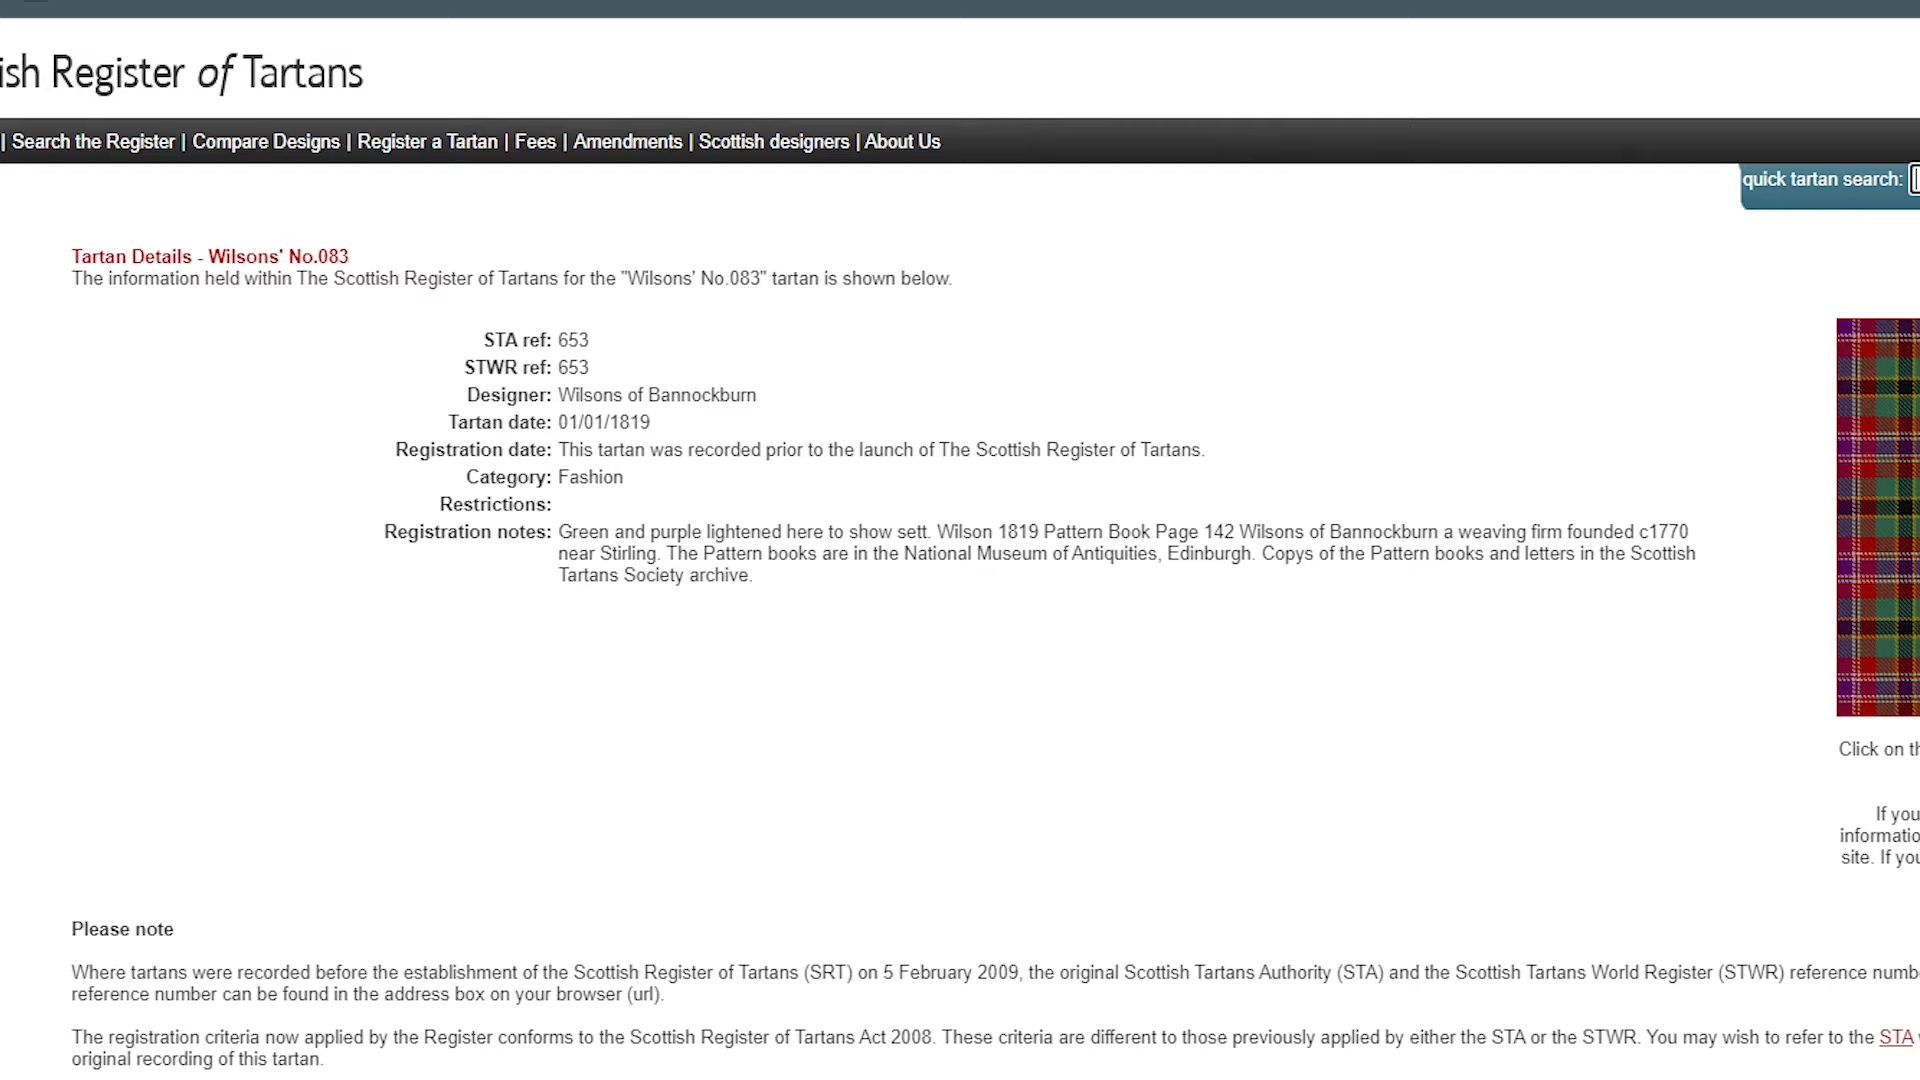 ish Register of Tartans
| Search the Register | Compare Designs | Register a Tartan | Fees | Amendments | Scottish designers | About Us
quick tartan search:
Tartan Details - Wilsons' No.083
The information held within The Scottish Register of Tartans for the "Wilsons' No.083" tartan is shown below.
STA ref: 653
STWR ref: 653
Designer: Wilsons of Bannockburn
Tartan date: 01/01/1819
Registration date: This tartan was recorded prior to the launch of The Scottish Register of Tartans.
Category: Fashion
Restrictions:
Registration notes: Green and purple lightened here to show sett. Wilson 1819 Pattern Book Page 142 Wilsons of Bannockburn a weaving firm founded c1770
near Stirling. The Pattern books are in the National Museum of Antiquities, Edinburgh. Copys of the Pattern books and letters in the Scottish
Tartans Society archive.
Click on th
If you
informatio
site. If you
Please note
Where tartans were recorded before the establishment of the Scottish Register of Tartans (SRT) on 5 February 2009, the original Scottish Tartans Authority (STA) and the Scottish Tartans World Register (STWR) reference numb
reference number can be found in the address box on your browser (url).
The registration criteria now applied by the Register conforms to the Scottish Register of Tartans Act 2008. These criteria are different to those previously applied by either the STA or the STWR. You may wish to refer to the STA
original recording of this tartan.